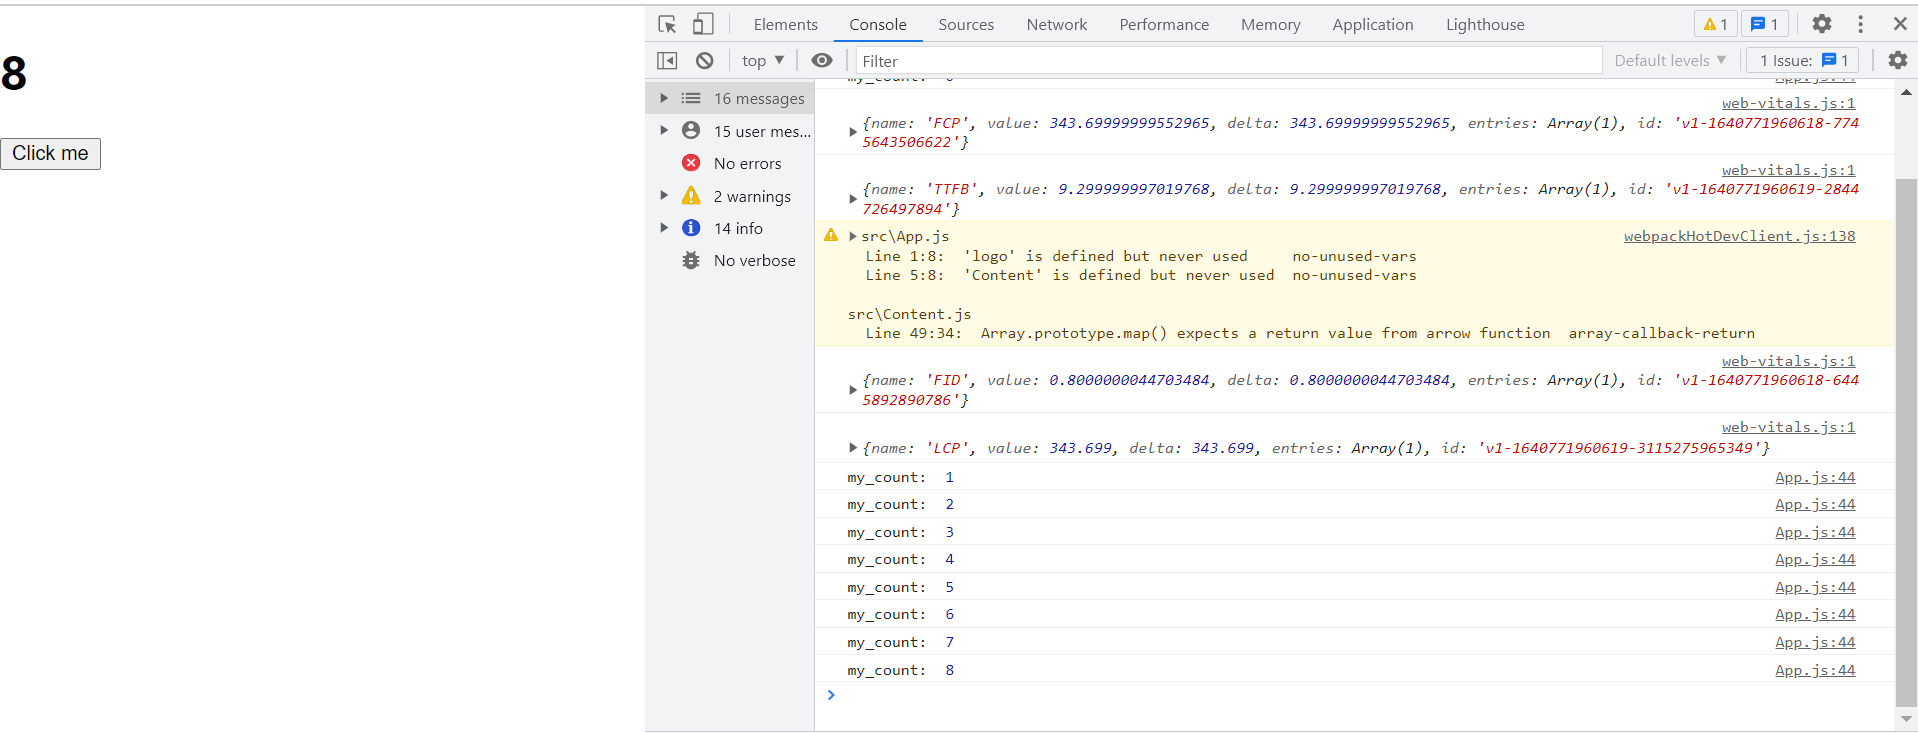 8
Click me
Elements Console Sources Network Performance Memory Application Lighthouse 1 1
top Filter Default levels 1 Issue: 1
16 messages
15 user mes...
No errors
2 warnings
14 info
No verbose
web-vitals.js:1
{name: 'FCP', value: 343.69999999552965, delta: 343.69999999552965, entries: Array(1), id: 'v1-1640771960618-774
5643506622'}
web-vitals.js:1
{name: 'TTFB', value: 9.299999997019768, delta: 9.299999997019768, entries: Array(1), id: 'v1-1640771960619-2844
726497894'}
src\App.js webpackHotDevClient.js:138
Line 1:8: 'logo' is defined but never used no-unused-vars
Line 5:8: 'Content' is defined but never used no-unused-vars
src\Content.js
Line 49:34: Array.prototype.map() expects a return value from arrow function array-callback-return
web-vitals.js:1
{name: 'FID', value: 0.8000000044703484, delta: 0.8000000044703484, entries: Array(1), id: 'v1-1640771960618-644
5892890786'}
web-vitals.js:1
{name: 'LCP', value: 343.699, delta: 343.699, entries: Array(1), id: 'v1-1640771960619-3115275965349'}
my_count: 1 App.js:44
my_count: 2 App.js:44
my_count: 3 App.js:44
my_count: 4 App.js:44
my_count: 5 App.js:44
my_count: 6 App.js:44
my_count: 7 App.js:44
my_count: 8 App.js:44